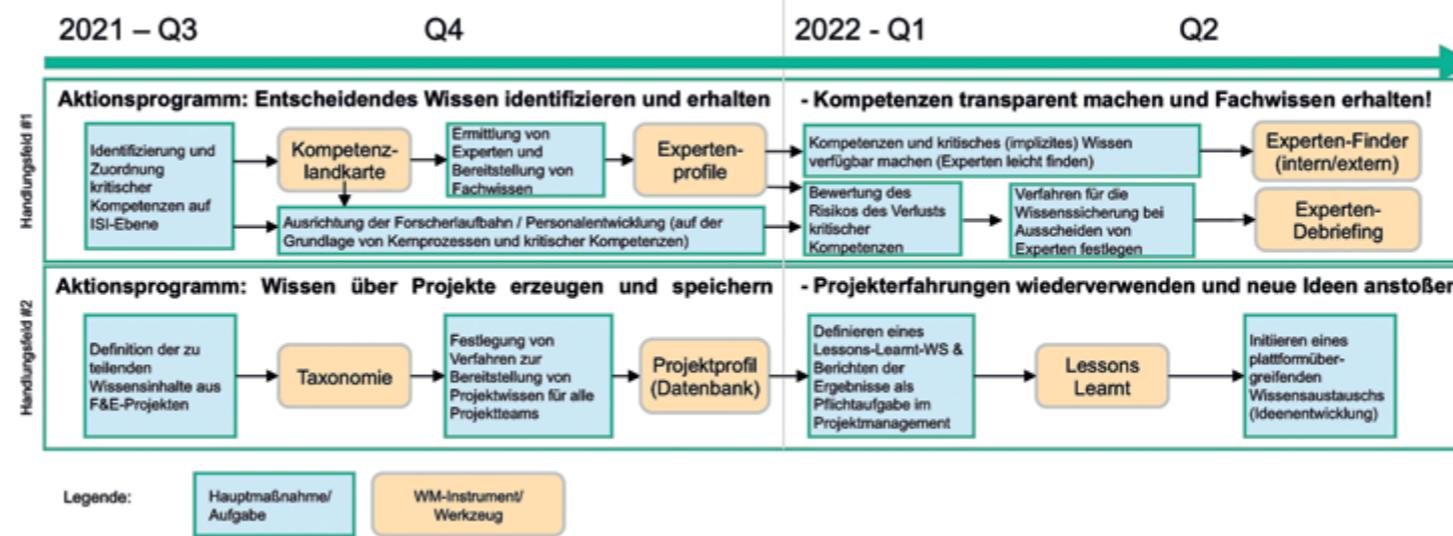 2021 – Q3
Q4
2022 - Q1
Q2
Handlungsfeld #1
Aktionsprogramm: Entscheidendes Wissen identifizieren und erhalten
- Kompetenzen transparent machen und Fachwissen erhalten!
Identifizierung und
Zuordnung
kritischer
Kompetenzen auf
ISI-Ebene
Kompetenz-
landkarte
Ermittlung von
Experten und
Bereitstellung von
Fachwissen
Experten-
profile
Kompetenzen und kritisches (implizites) Wissen
verfügbar machen (Experten leicht finden)
Experten-Finder
(intern/extern)
Ausrichtung der Forscherlaufbahn / Personalentwicklung (auf der
Grundlage von Kernprozessen und kritischer Kompetenzen)
Bewertung des
Risikos des Verlusts
kritischer
Kompetenzen
Verfahren für die
Wissenssicherung bei
Ausscheiden von
Experten festlegen
Experten-
Debriefing
Handlungsfeld #2
Aktionsprogramm: Wissen über Projekte erzeugen und speichern
- Projekterfahrungen wiederverwenden und neue Ideen anstoßen
Definition der zu
teilenden
Wissensinhalte aus
F&E-Projekten
Taxonomie
Festlegung von
Verfahren zur
Bereitstellung von
Projektwissen für alle
Projektteams
Projektprofil
(Datenbank)
Definieren eines
Lessons-Learnt-WS &
Berichten der
Ergebnisse als
Pflichtaufgabe im
Projektmanagement
Lessons
Learnt
Initiieren eines
plattformüber-
greifenden
Wissensaustauschs
(Ideenentwicklung)
Legende:
Hauptmaßnahme/
Aufgabe
WM-Instrument/
Werkzeug